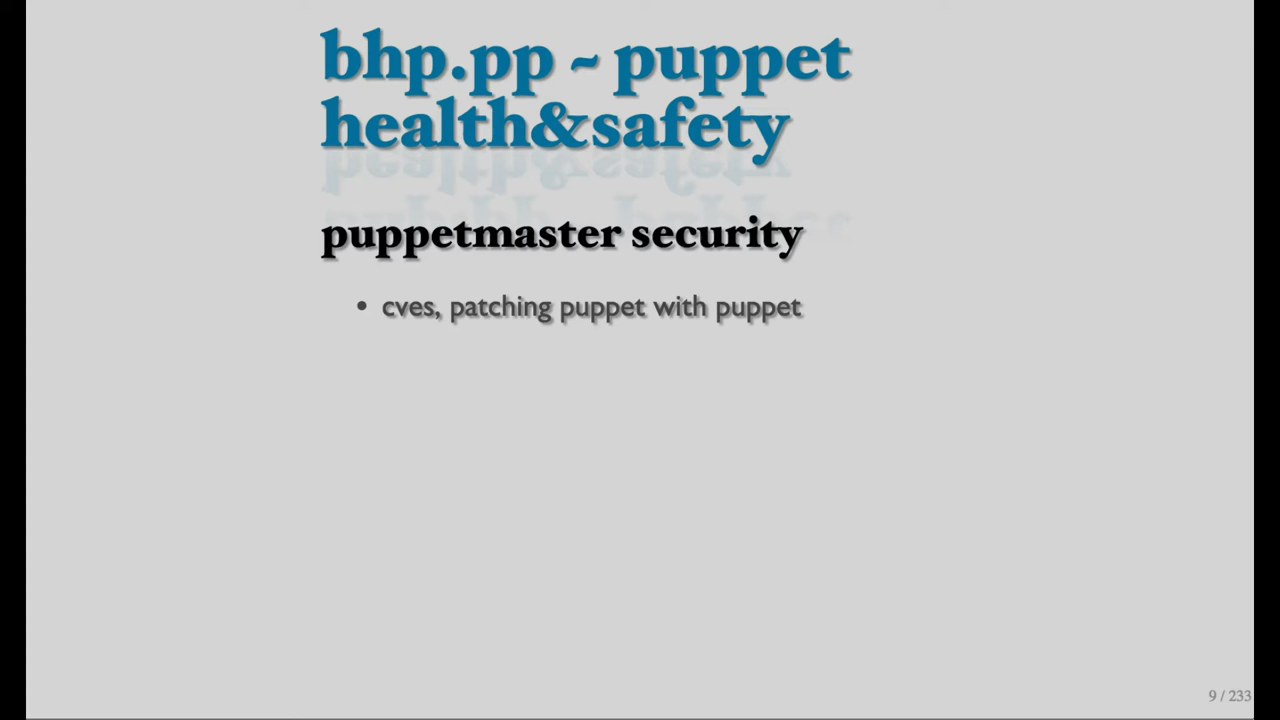 bhp.pp ~ puppet
health&safety
puppetmaster security
• cves, patching puppet with puppet
9 / 233